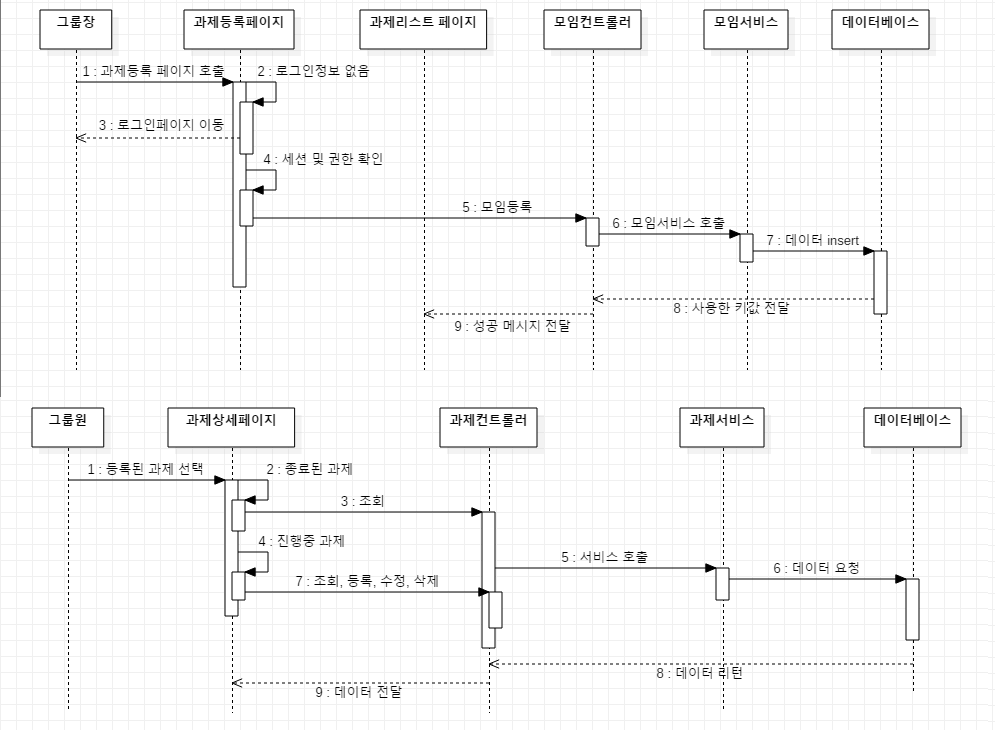 그룹장
과제등록페이지
과제리스트 페이지
모임컨트롤러
모임서비스
데이터베이스
1 : 과제등록 페이지 호출
2 : 로그인정보 없음
3 : 로그인페이지 이동
4 : 세션 및 권한 확인
5 : 모임등록
6 : 모임서비스 호출
7 : 데이터 insert
8 : 사용한 키값 전달
9 : 성공 메시지 전달
그룹원
과제상세페이지
과제컨트롤러
과제서비스
데이터베이스
1 : 등록된 과제 선택
2 : 종료된 과제
3 : 조회
4 : 진행중 과제
5 : 서비스 호출
6 : 데이터 요청
7 : 조회, 등록, 수정, 삭제
8 : 데이터 리턴
9 : 데이터 전달